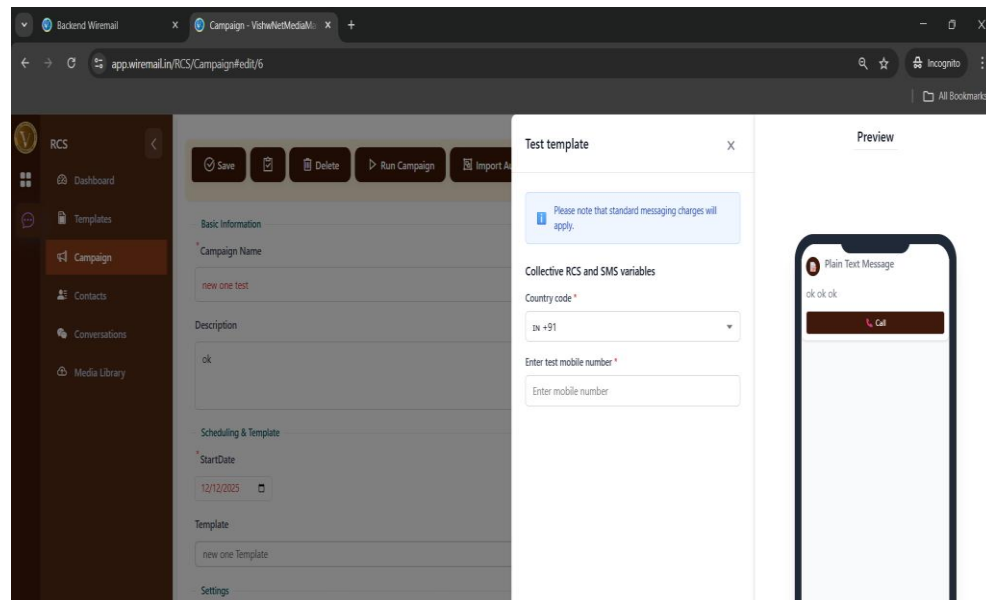 Backend Wiremail
Campaign - VishwNetMediaMa
app.wiremail.in/RCS/Campaign#edit/6
Incognito
All Bookmarks
RCS
Dashboard
Templates
Campaign
Contacts
Conversations
Media Library
Save
Delete
Run Campaign
Import Au
Basic Information
*Campaign Name
new one test
Description
ok
Scheduling & Template
*StartDate
12/12/2025
Template
new one Template
Settings
Test template
X
Please note that standard messaging charges will
apply.
Collective RCS and SMS variables
Country code *
IN +91
Enter test mobile number *
Enter mobile number
Preview
Plain Text Message
ok ok ok
Call